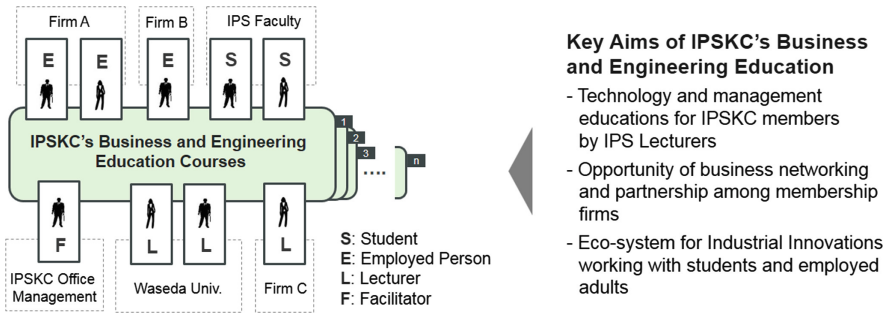 Firm A
Firm B
IPS Faculty
E
E
E
S
S
IPSKC's Business and Engineering
Education Courses
1
2
3
....
n
F
L
L
L
IPSKC Office
Management
Waseda Univ.
Firm C
S: Student
E: Employed Person
L: Lecturer
F: Facilitator
Key Aims of IPSKC's Business
and Engineering Education
- Technology and management
educations for IPSKC members
by IPS Lecturers
- Opportunity of business networking
and partnership among membership
firms
- Eco-system for Industrial Innovations
working with students and employed
adults